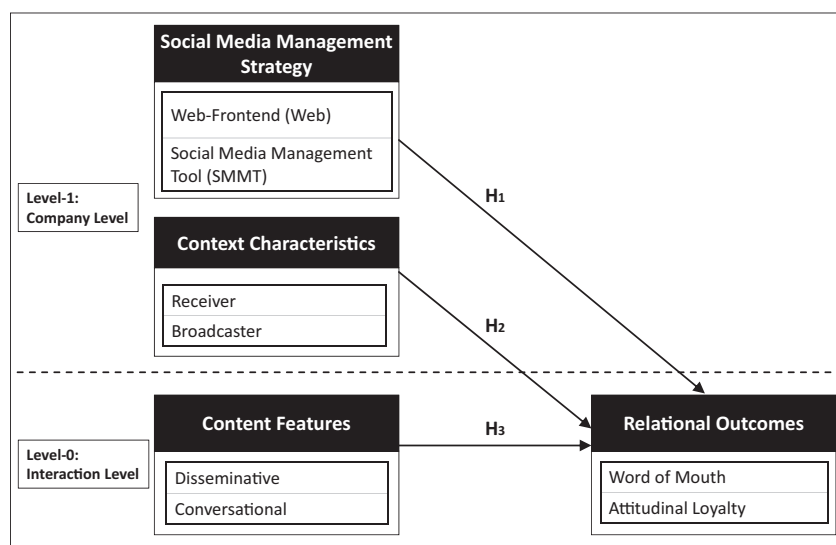 Social Media Management
Strategy
Web-Frontend (Web)
Social Media Management
Tool (SMMT)
Level-1:
Company Level
H1
Context Characteristics
Receiver
Broadcaster
H2
Content Features
H3
Relational Outcomes
Level-0:
Interaction Level
Disseminative
Conversational
Word of Mouth
Attitudinal Loyalty